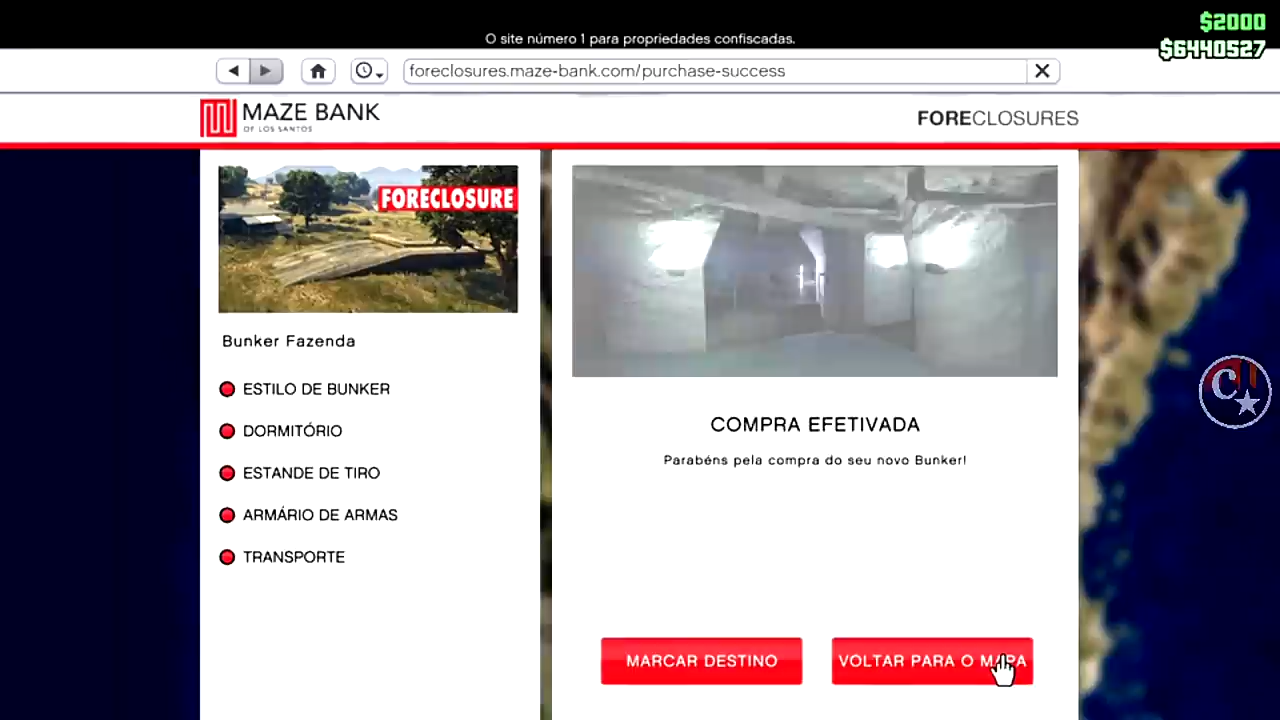 $2000
O site número 1 para propriedades confiscadas.
$6440527
foreclosures.maze-bank.com/purchase-success
MAZE BANK
OF LOS SANTOS
FORECLOSURES
FORECLOSURE
Bunker Fazenda
ESTILO DE BUNKER
DORMITÓRIO
ESTANDE DE TIRO
ARMÁRIO DE ARMAS
TRANSPORTE
COMPRA EFETIVADA
Parabéns pela compra do seu novo Bunker!
MARCAR DESTINO
VOLTAR PARA O MAPA
C